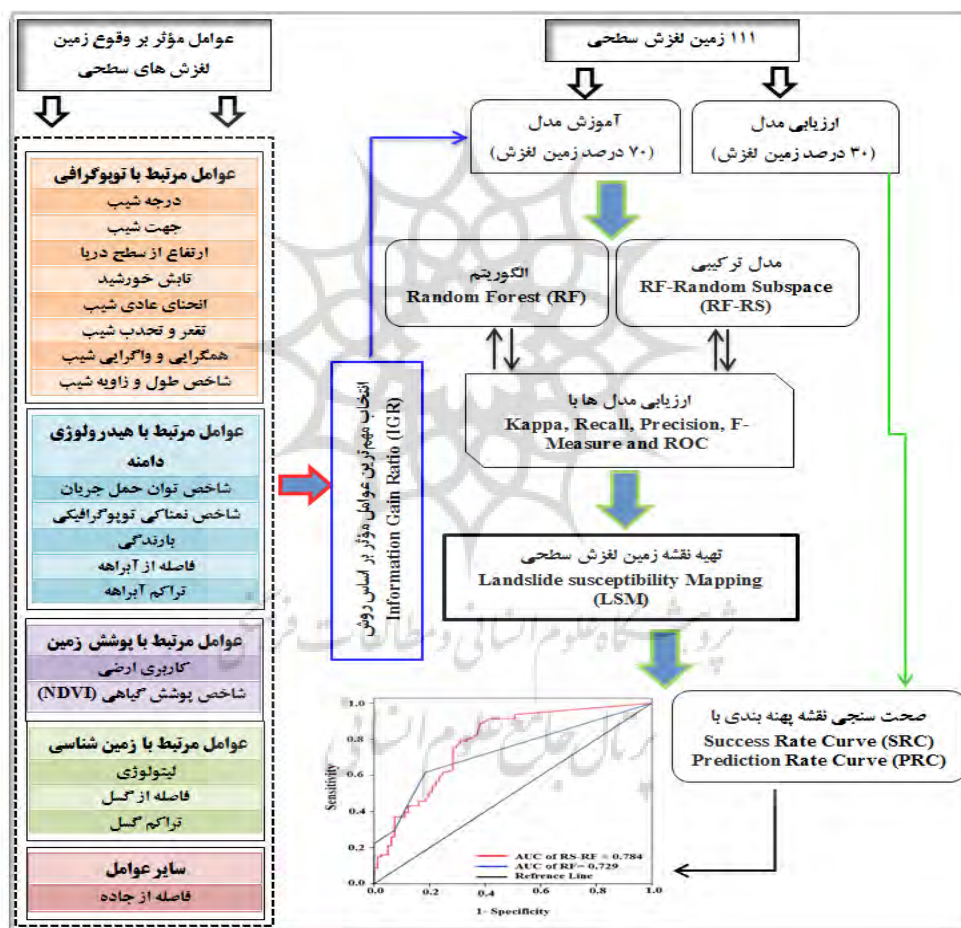 ۱۱۱ زمین لغزش سطحی
ارزیابی مدل
(۳۰ درصد زمین لغزش)
آموزش مدل
(۷۰ درصد زمین لغزش)
مدل ترکیبی
RF-Random Subspace
(RF-RS)
الگوریتم
Random Forest (RF)
ارزیابی مدل ها با
Kappa, Recall, Precision, F-
Measure and ROC
تهیه نقشه زمین لغزش سطحی
Landslide susceptibility Mapping
(LSM)
صحت سنجی نقشه پهنه بندی با
Success Rate Curve (SRC)
Prediction Rate Curve (PRC)
عوامل مؤثر بر وقوع زمین
لغزش های سطحی
عوامل مرتبط با توپوگرافی
درجه شیب
جهت شیب
ارتفاع از سطح دریا
تابش خورشید
انحنای عادی شیب
تقعر و تحدب شیب
همگرایی و واگرایی شیب
شاخص طول و زاویه شیب
عوامل مرتبط با هیدرولوژی
دامنه
شاخص توان حمل جریان
شاخص نمناکی توپوگرافیکی
بارندگی
فاصله از آبراهه
تراکم آبراهه
عوامل مرتبط با پوشش زمین
کاربری ارضی
شاخص پوشش گیاهی (NDVI)
عوامل مرتبط با زمین شناسی
لیتولوژی
فاصله از گسل
تراکم گسل
سایر عوامل
فاصله از جاده
انتخاب مهم‌ترین عوامل مؤثر بر اساس روش
Information Gain Ratio (IGR)
پژوهشگاه علوم انسانی و مطالعات فرهنگی
پرتال جامع علوم انسانی
1.0
0.8
0.6
0.4
0.2
0.0
Sensitivity
AUC of RS-RF = 0.784
AUC of RF= 0.729
Refrence Line
0.0 0.2 0.4 0.6 0.8 1.0
1- Specificity